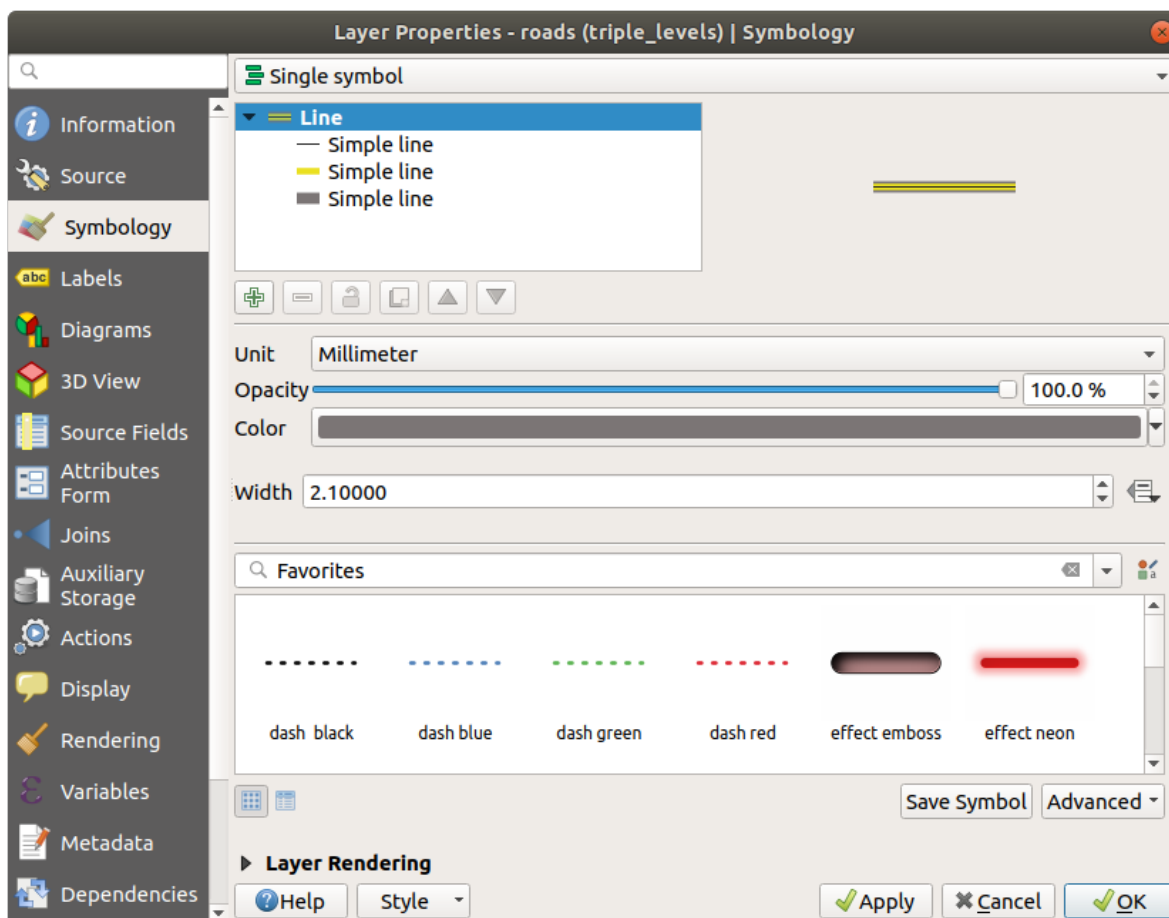 Layer Properties - roads (triple_levels) | Symbology
Information
Source
Symbology
abc Labels
Diagrams
3D View
Source Fields
Attributes
Form
Joins
Auxiliary
Storage
Actions
Display
Rendering
Variables
Metadata
Dependencies
Single symbol
Line
Simple line
Simple line
Simple line
Unit Millimeter
Opacity 100.0 %
Color
Width 2.10000
Favorites
dash black dash blue dash green dash red effect emboss effect neon
Save Symbol Advanced
Layer Rendering
Help Style Apply Cancel OK